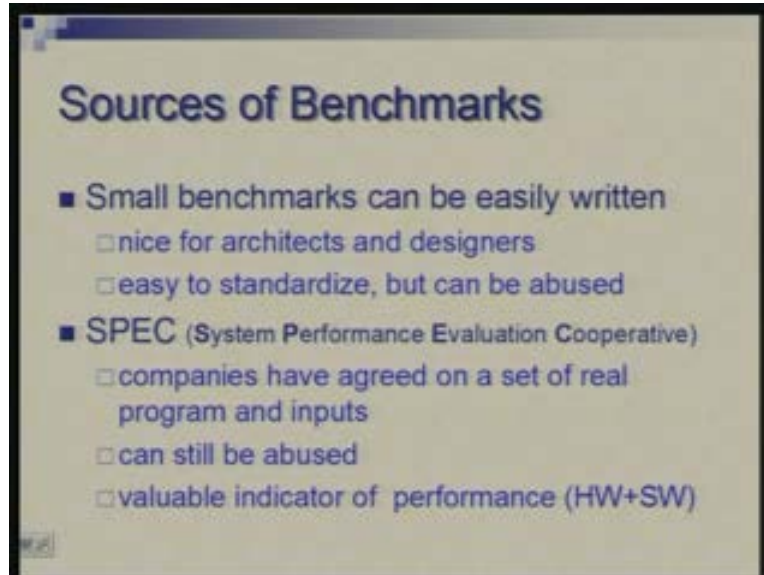 Sources of Benchmarks
Small benchmarks can be easily written
nice for architects and designers
easy to standardize, but can be abused
SPEC (System Performance Evaluation Cooperative)
companies have agreed on a set of real
program and inputs
can still be abused
valuable indicator of performance (HW+SW)